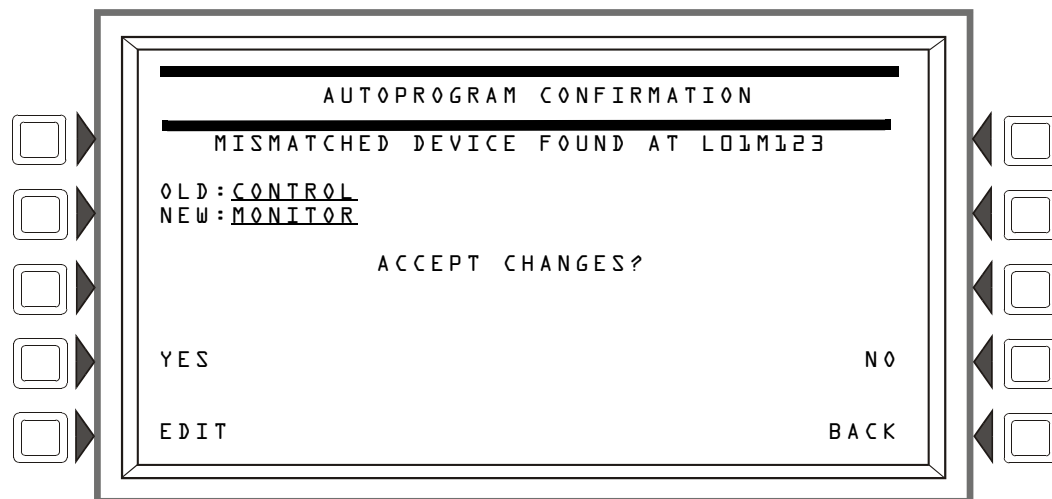 AUTOPROGRAM CONFIRMATION
MISMATCHED DEVICE FOUND AT L01M123
OLD:CONTROL
NEW:MONITOR
ACCEPT CHANGES?
YES NO
EDIT BACK